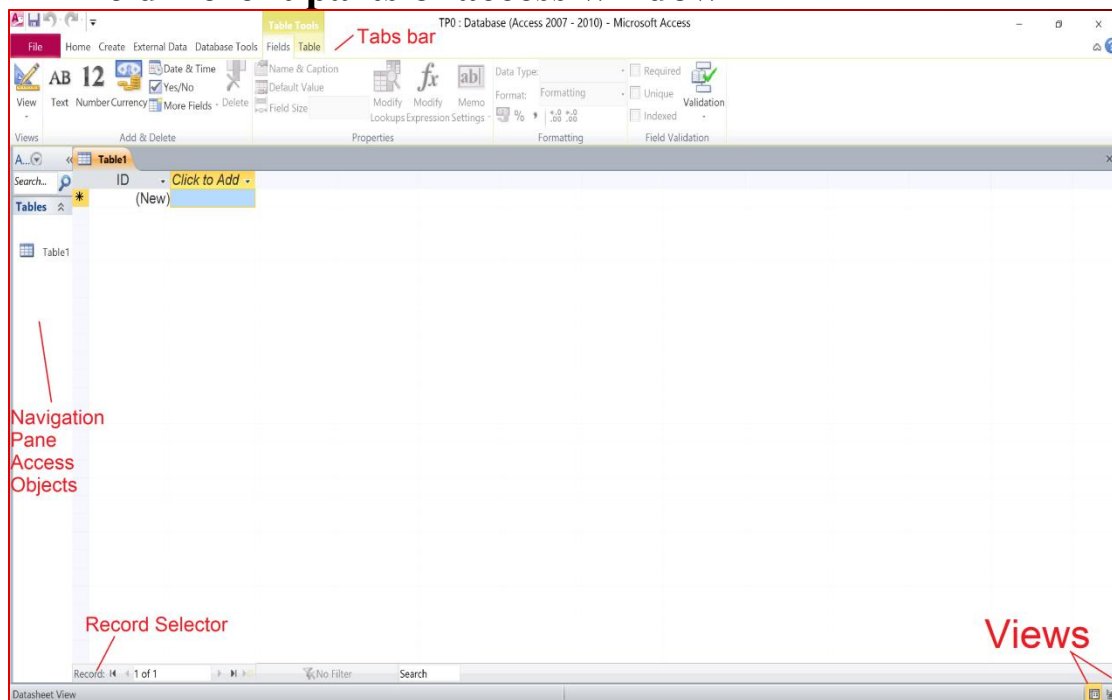 TP0 : Database (Access 2007 - 2010) - Microsoft Access
Table Tools
File Home Create External Data Database Tools Fields Table
Tabs bar
View
Text
Number
Currency
Date & Time
Yes/No
More Fields
Delete
Name & Caption
Default Value
Field Size
Modify Lookups
Modify Expression
Memo Settings
Data Type:
Format: Formatting
Required
Unique
Indexed
Validation
Views Add & Delete Properties Formatting Field Validation
A...
Table1
Search...
ID Click to Add
(New)
Tables
Table1
Navigation
Pane
Access
Objects
Record Selector
Views
Record: 1 of 1 No Filter Search
Datasheet View